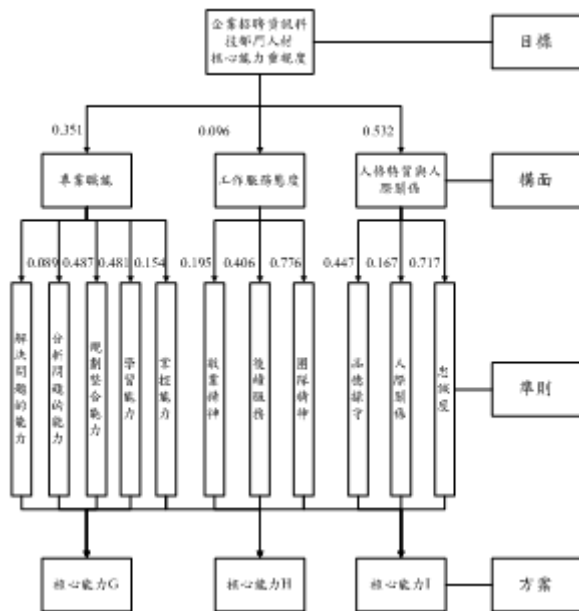 企業招聘資訊科
技部門人材
核心能力重視度
目標
0.351
0.096
0.532
專業職能
工作服務態度
人格特質與人
際關係
構面
0.089
0.487
0.481
0.154
0.195
0.406
0.776
0.447
0.167
0.717
解決問題的能力
分析問題的能力
規劃整合能力
學習能力
掌控能力
敬業精神
後續服務
團隊精神
品德操守
人際關係
忠誠度
準則
核心能力G
核心能力H
核心能力I
方案